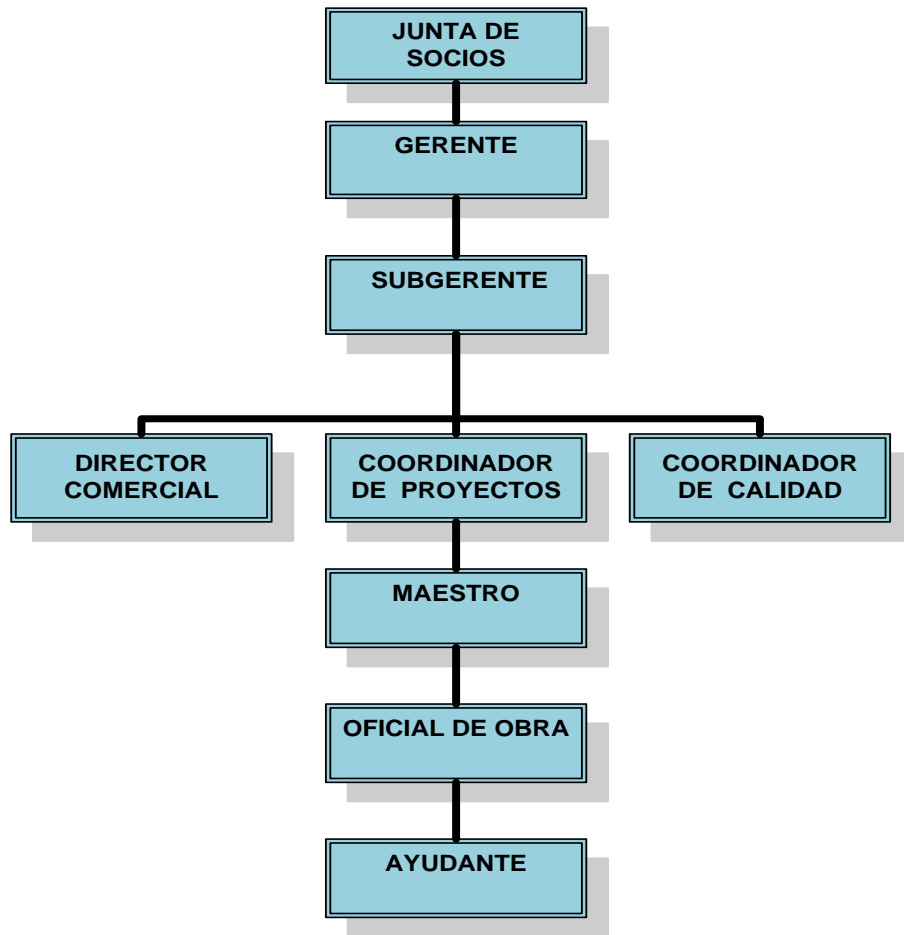 JUNTA DE
SOCIOS
GERENTE
SUBGERENTE
DIRECTOR
COMERCIAL
COORDINADOR
DE PROYECTOS
COORDINADOR
DE CALIDAD
MAESTRO
OFICIAL DE OBRA
AYUDANTE